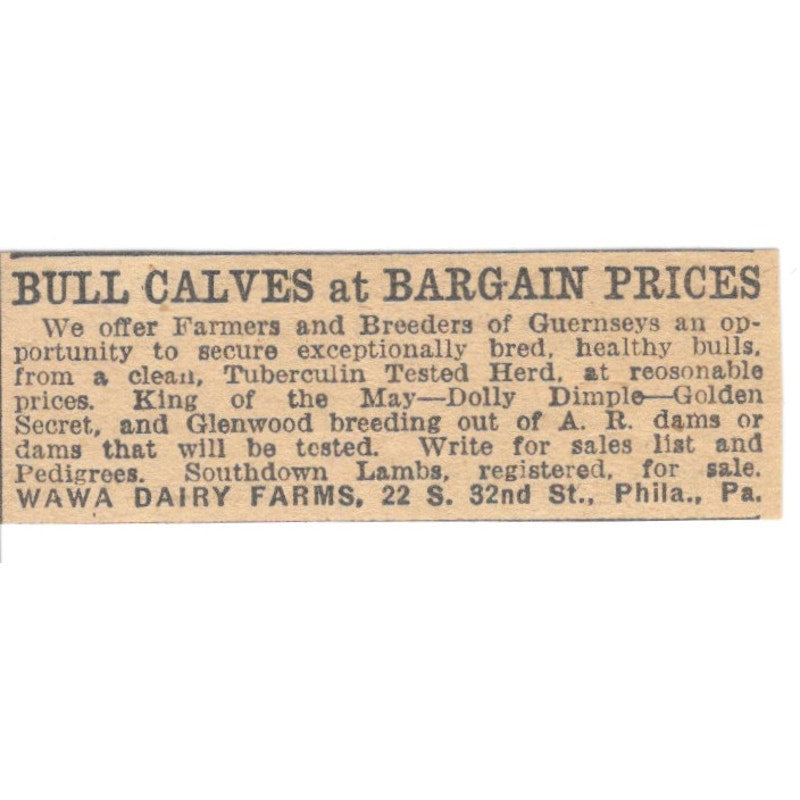 BULL CALVES at BARGAIN PRICES
We offer Farmers and Breeders of Guernseys an op-
portunity to secure exceptionally bred, healthy bulls,
from a clean, Tuberculin Tested Herd, at reosonable
prices. King of the May—Dolly Dimple—Golden
Secret, and Glenwood breeding out of A. R. dams or
dams that will be tested. Write for sales list and
Pedigrees. Southdown Lambs, registered, for sale.
WAWA DAIRY FARMS, 22 S. 32nd St., Phila., Pa.